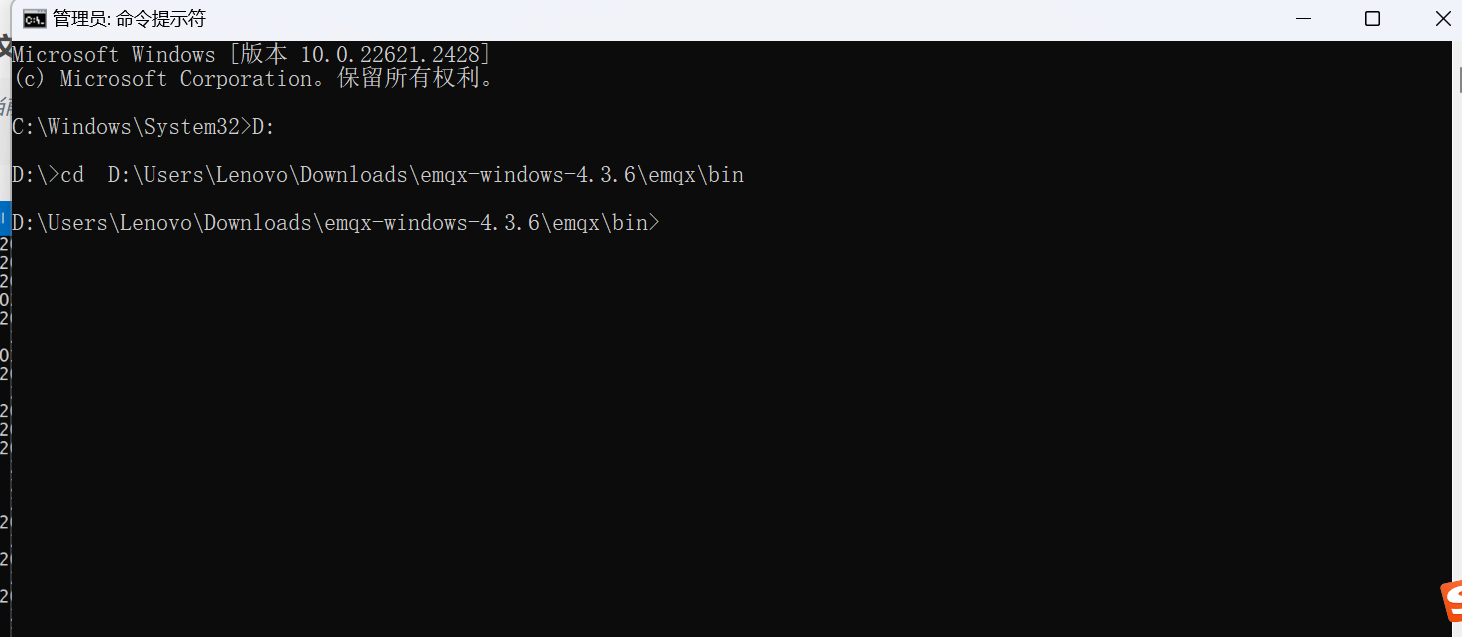 管理员: 命令提示符
Microsoft Windows [版本 10.0.22621.2428]
(c) Microsoft Corporation。保留所有权利。
C:\Windows\System32>D:
D:\>cd  D:\Users\Lenovo\Downloads\emqx-windows-4.3.6\emqx\bin
D:\Users\Lenovo\Downloads\emqx-windows-4.3.6\emqx\bin>